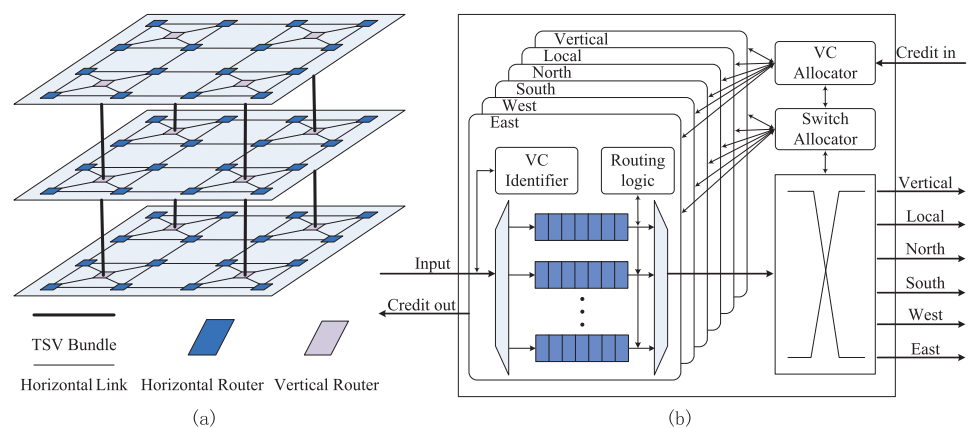 TSV Bundle
Horizontal Link
Horizontal Router
Vertical Router
(a)
Vertical
Local
North
South
West
East
VC
Identifier
Routing
logic
VC
Allocator
Switch
Allocator
Credit in
Input
Credit out
Vertical
Local
North
South
West
East
(b)